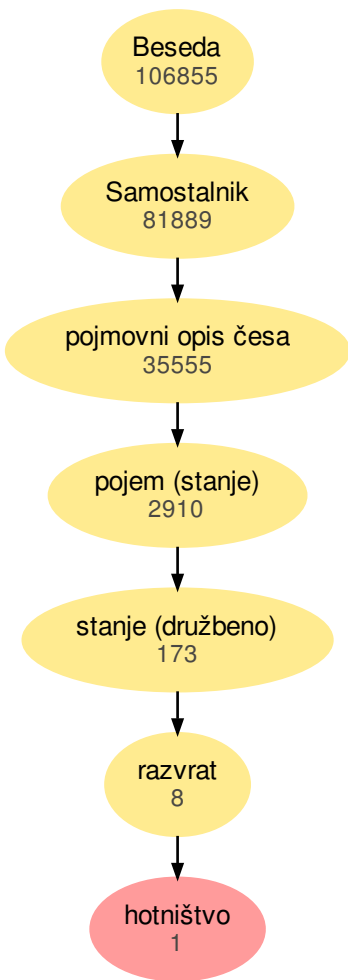 Beseda
106855
Samostalnik
81889
pojmovni opis česa
35555
pojem (stanje)
2910
stanje (družbeno)
173
razvrat
8
hotništvo
1